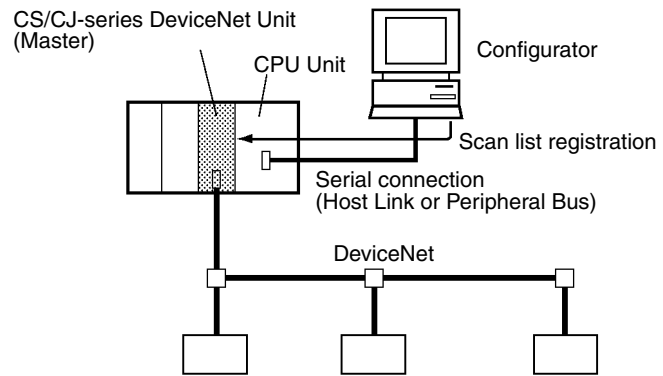 CS/CJ-series DeviceNet Unit
(Master)
CPU Unit
Configurator
Scan list registration
Serial connection
(Host Link or Peripheral Bus)
DeviceNet